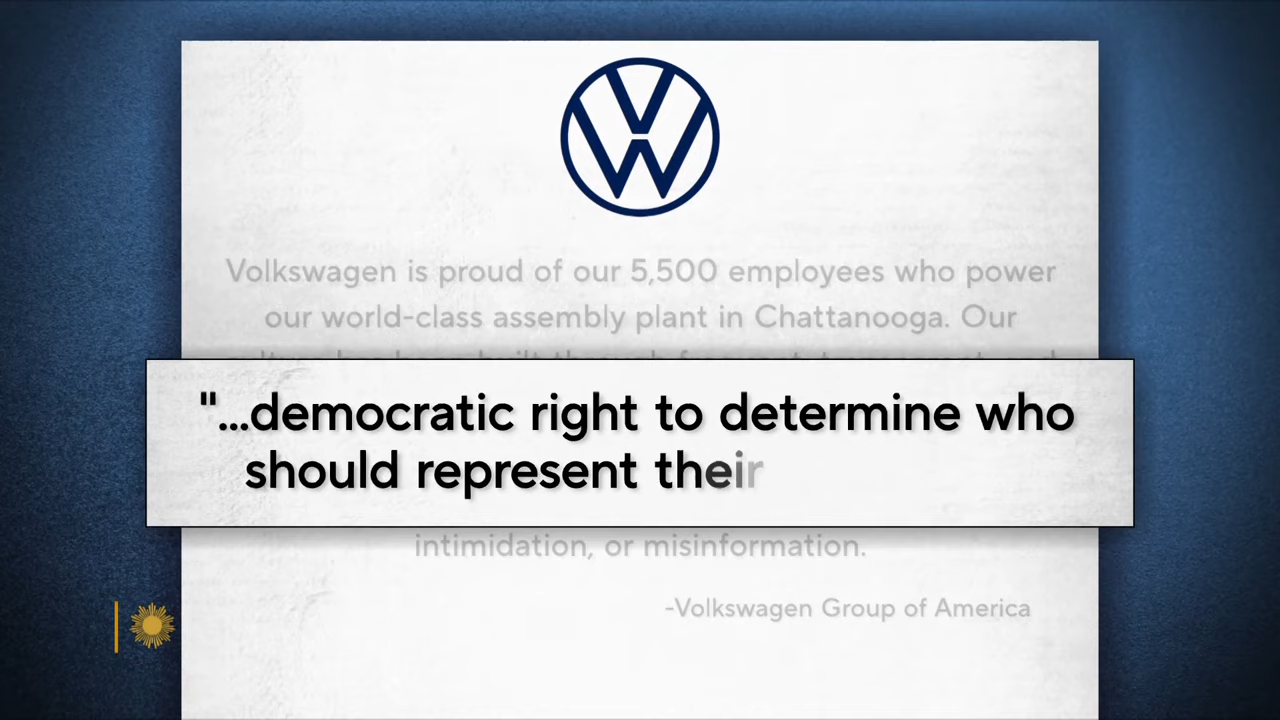 Volkswagen is proud of our 5,500 employees who power
our world-class assembly plant in Chattanooga. Our
"...democratic right to determine who
should represent their
intimidation, or misinformation.
-Volkswagen Group of America